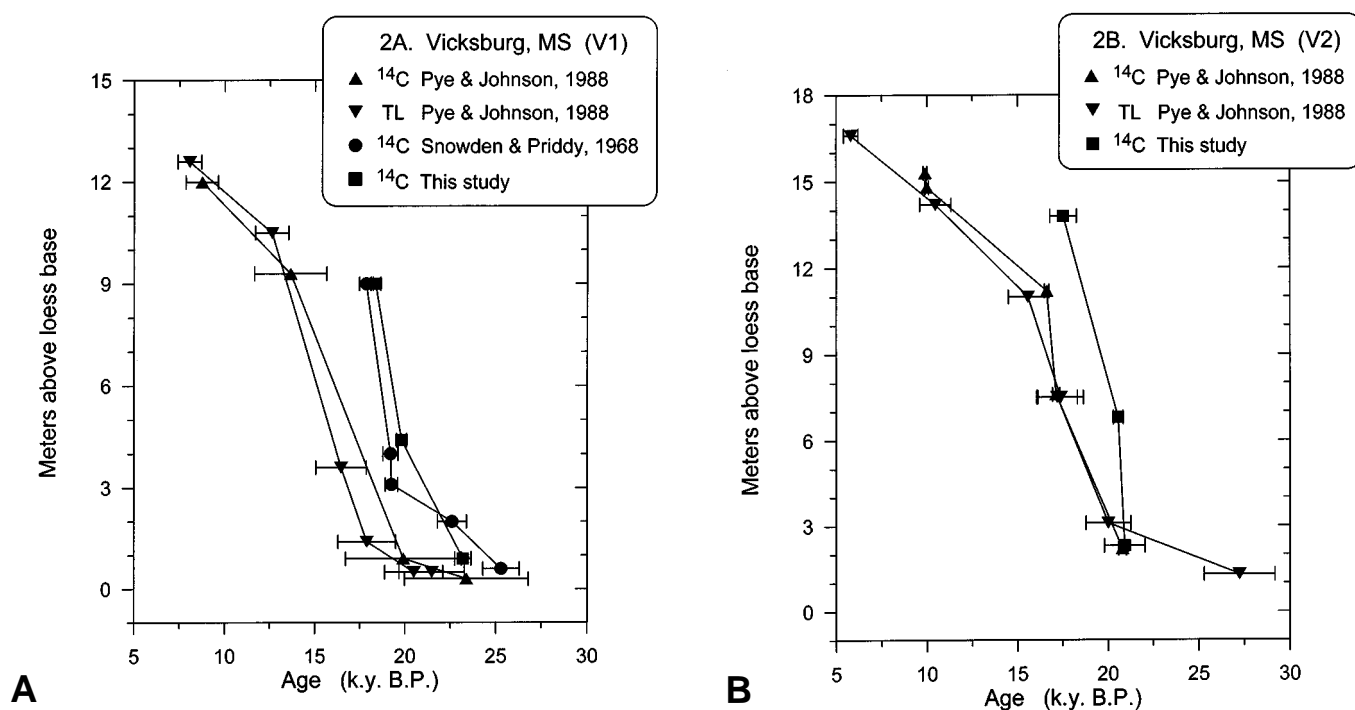 2A. Vicksburg, MS (V1)
▲ ¹⁴C Pye & Johnson, 1988
▼ TL Pye & Johnson, 1988
● ¹⁴C Snowden & Priddy, 1968
■ ¹⁴C This study
15
12
9
6
3
0
Meters above loess base
5 10 15 20 25 30
Age (k.y. B.P.)
A
2B. Vicksburg, MS (V2)
▲ ¹⁴C Pye & Johnson, 1988
▼ TL Pye & Johnson, 1988
■ ¹⁴C This study
18
15
12
9
6
3
0
Meters above loess base
5 10 15 20 25 30
Age (k.y. B.P.)
B